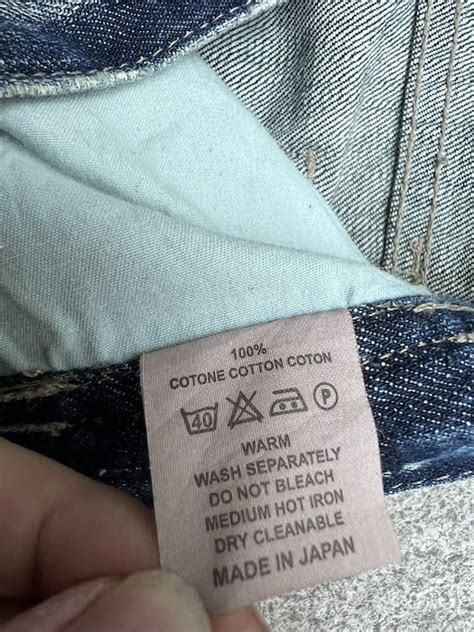 100%
COTONE COTTON COTON
40 P
WARM
WASH SEPARATELY
DO NOT BLEACH
MEDIUM HOT IRON
DRY CLEANABLE
MADE IN JAPAN